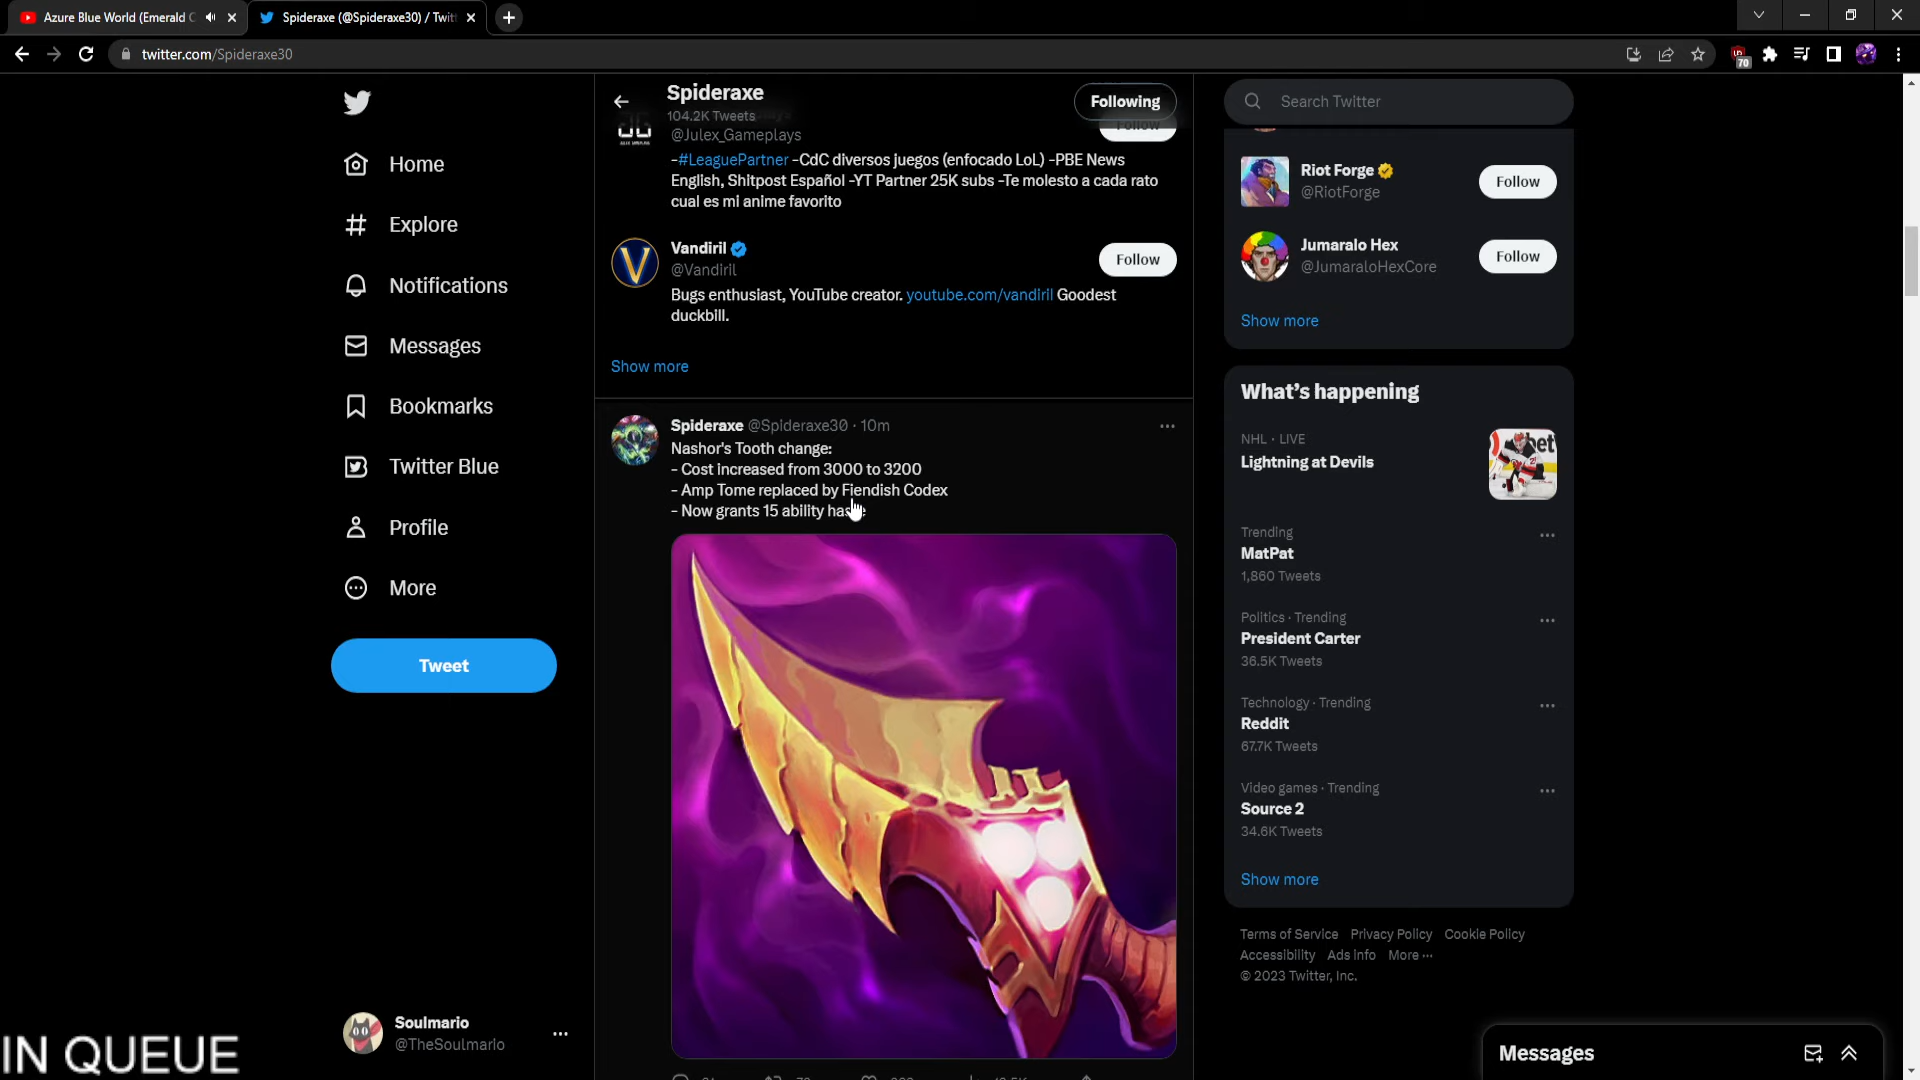 Azure Blue World (Emerald C
Spideraxe (@Spideraxe30) / Twit
twitter.com/Spideraxe30
70
Home
Explore
Notifications
Messages
Bookmarks
Twitter Blue
Profile
More
Tweet
Soulmario
@TheSoulmario
IN QUEUE
Spideraxe
104.2K Tweets
Following
@Julex_Gameplays
Follow
-#LeaguePartner -CdC diversos juegos (enfocado LoL) -PBE News
English, Shitpost Español -YT Partner 25K subs -Te molesto a cada rato
cual es mi anime favorito
Vandiril
@Vandiril
Follow
Bugs enthusiast, YouTube creator. youtube.com/vandiril Goodest
duckbill.
Show more
Spideraxe @Spideraxe30 · 10m
Nashor's Tooth change:
- Cost increased from 3000 to 3200
- Amp Tome replaced by Fiendish Codex
- Now grants 15 ability haste
Search Twitter
Riot Forge
@RiotForge
Follow
Jumaralo Hex
@JumaraloHexCore
Follow
Show more
What's happening
NHL · LIVE
Lightning at Devils
Trending
MatPat
1,860 Tweets
Politics · Trending
President Carter
36.5K Tweets
Technology · Trending
Reddit
67.7K Tweets
Video games · Trending
Source 2
34.6K Tweets
Show more
Terms of Service Privacy Policy Cookie Policy
Accessibility Ads info More ···
© 2023 Twitter, Inc.
Messages